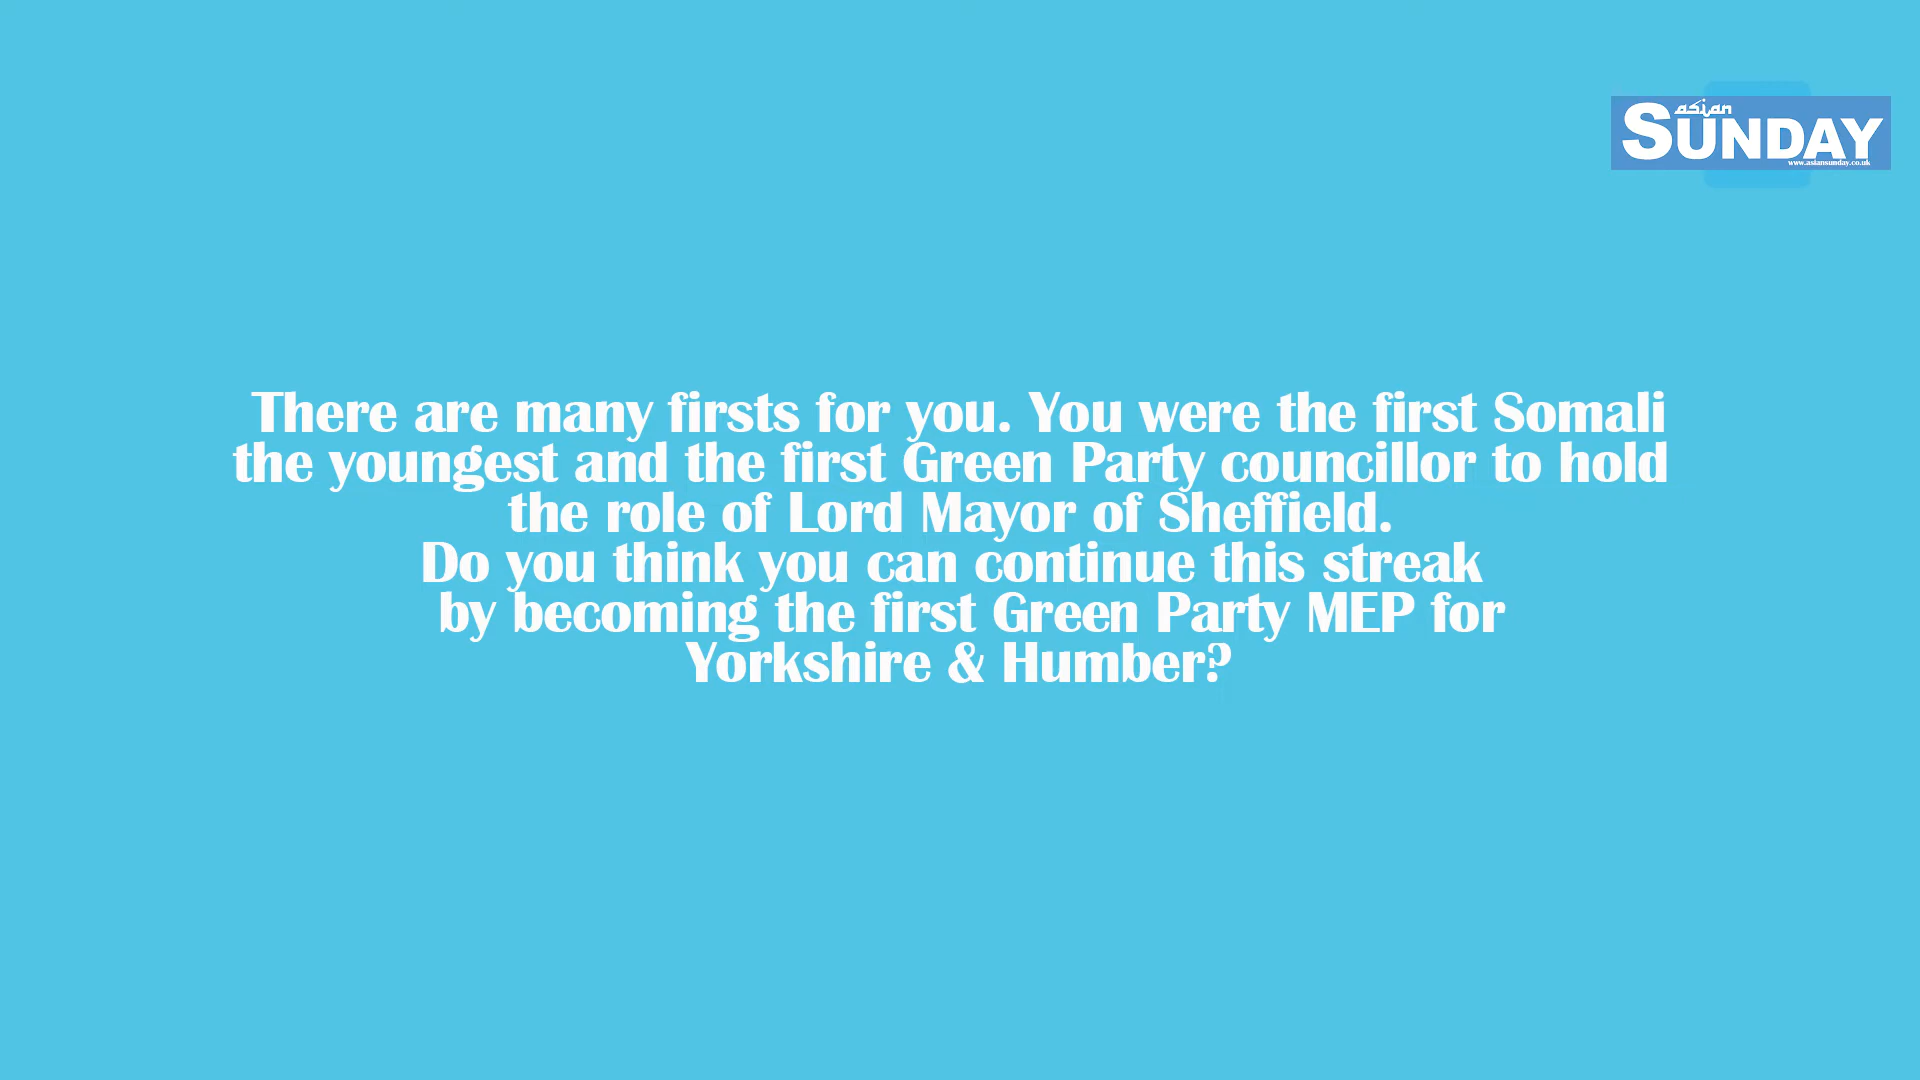 asian
SUNDAY
www.asiansunday.co.uk
There are many firsts for you. You were the first Somali
the youngest and the first Green Party councillor to hold
the role of Lord Mayor of Sheffield.
Do you think you can continue this streak
by becoming the first Green Party MEP for
Yorkshire & Humber?